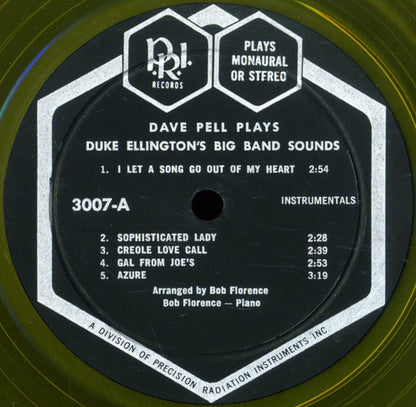 P.R.I.
RECORDS
PLAYS
MONAURAL
OR STEREO
DAVE PELL PLAYS
DUKE ELLINGTON'S BIG BAND SOUNDS
1. I LET A SONG GO OUT OF MY HEART 2:54
3007-A
INSTRUMENTALS
2. SOPHISTICATED LADY 2:28
3. CREOLE LOVE CALL 2:39
4. GAL FROM JOE'S 2:53
5. AZURE 3:19
Arranged by Bob Florence
Bob Florence – Piano
A DIVISION OF PRECISION RADIATION INSTRUMENTS INC.